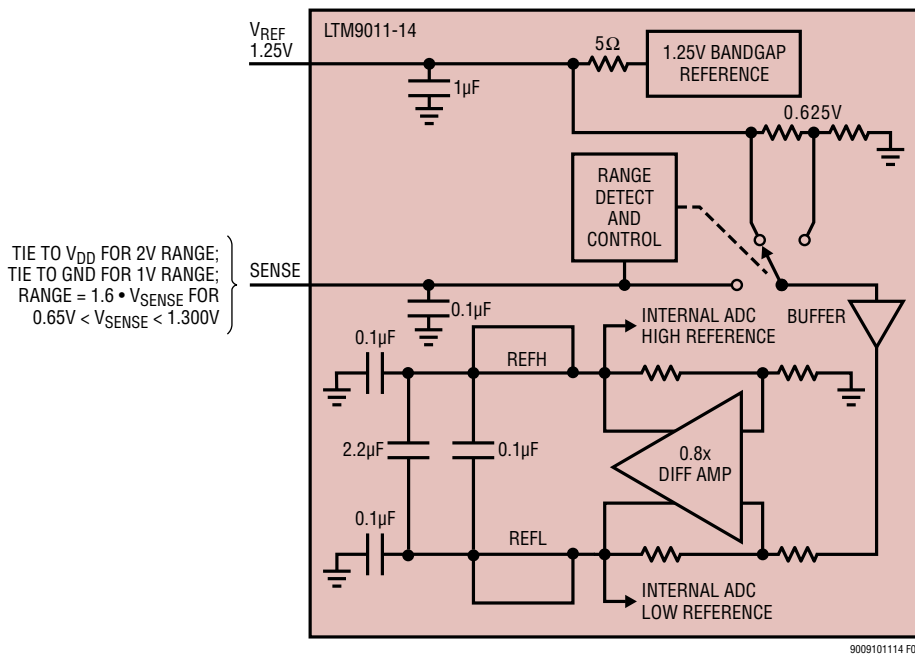 V_REF
1.25V
LTM9011-14
5Ω
1.25V BANDGAP
REFERENCE
1µF
0.625V
RANGE
DETECT
AND
CONTROL
TIE TO V_DD FOR 2V RANGE;
TIE TO GND FOR 1V RANGE;
RANGE = 1.6 • V_SENSE FOR
0.65V < V_SENSE < 1.300V
SENSE
0.1µF
BUFFER
INTERNAL ADC
HIGH REFERENCE
0.1µF
REFH
2.2µF
0.1µF
0.8x
DIFF AMP
0.1µF
REFL
INTERNAL ADC
LOW REFERENCE
9009101114 F0